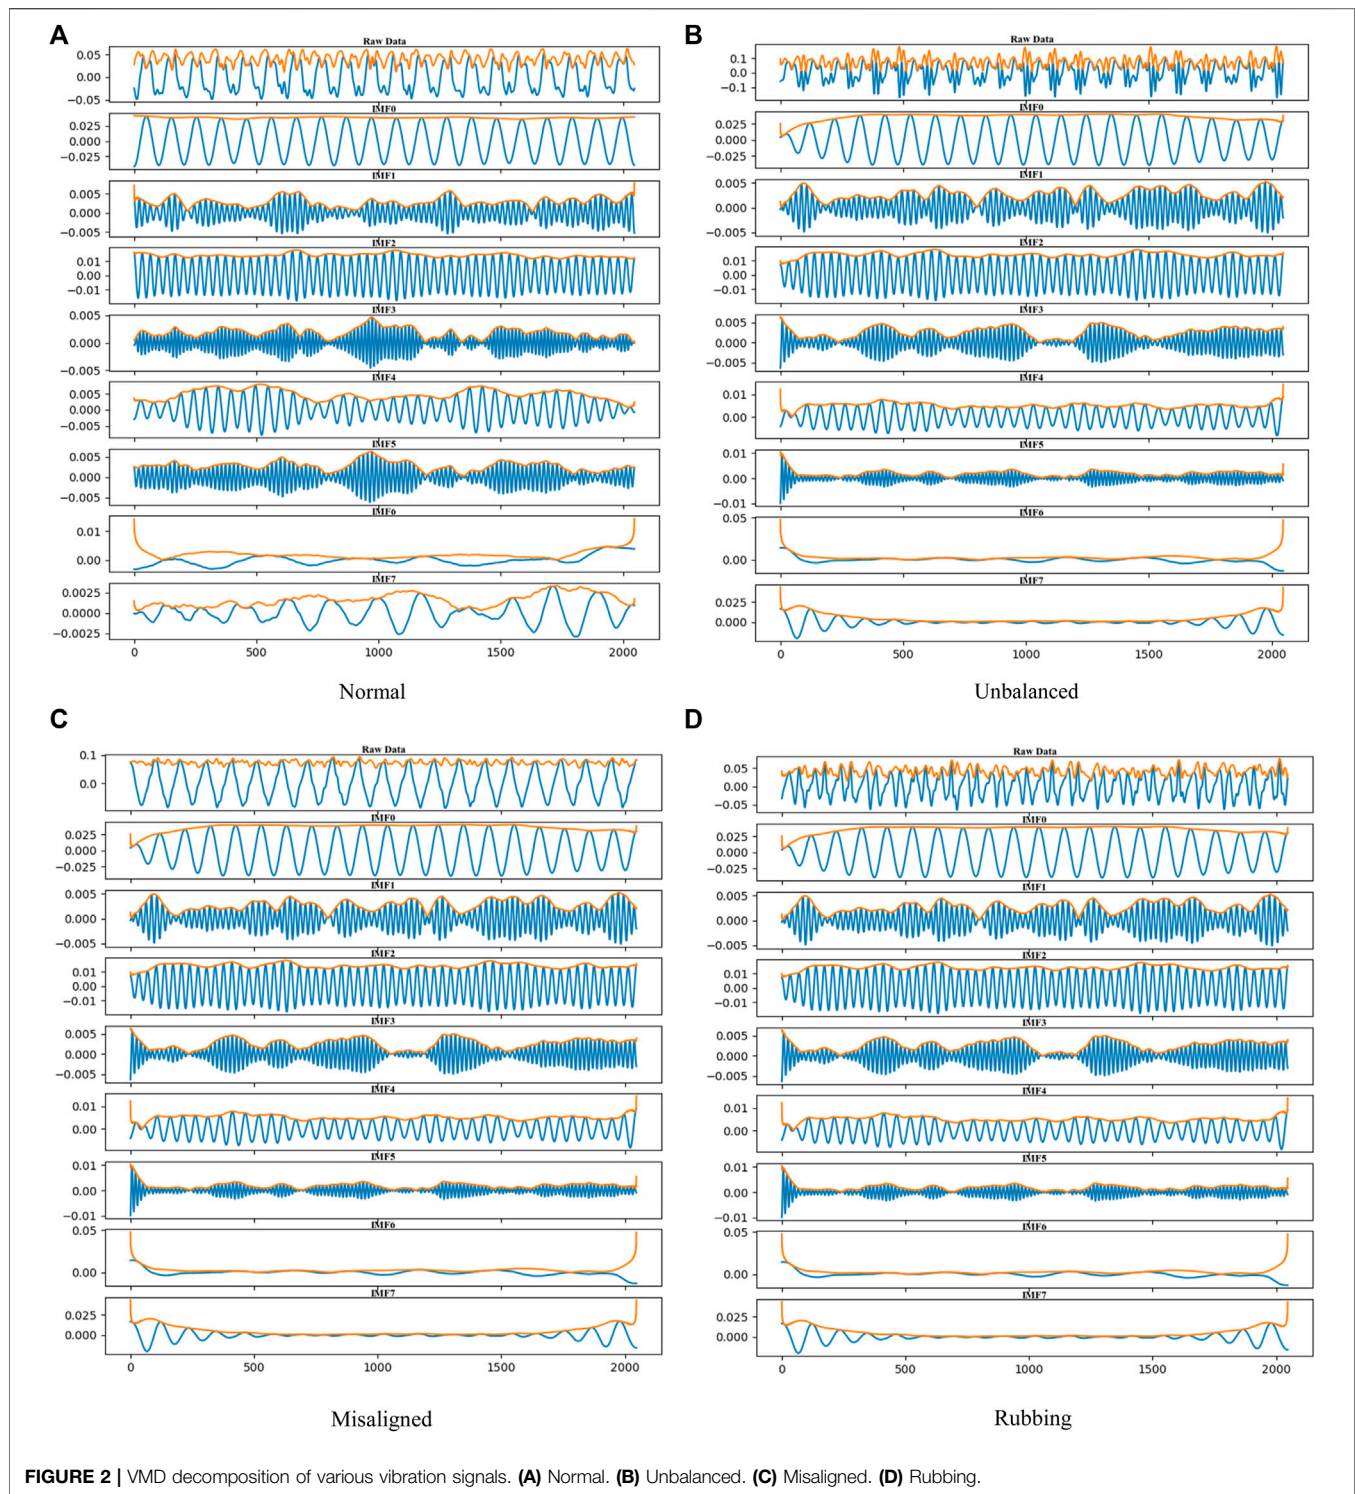 A
Raw Data
0.05
0.00
−0.05
IMF0
0.025
0.000
−0.025
IMF1
0.005
0.000
−0.005
IMF2
0.01
0.00
−0.01
IMF3
0.005
0.000
−0.005
IMF4
0.005
0.000
−0.005
IMF5
0.005
0.000
−0.005
IMF6
0.01
0.00
IMF7
0.0025
0.0000
−0.0025
0 500 1000 1500 2000
Normal
B
Raw Data
0.1
0.0
−0.1
IMF0
0.025
0.000
−0.025
IMF1
0.005
0.000
−0.005
IMF2
0.01
0.00
−0.01
IMF3
0.005
0.000
−0.005
IMF4
0.01
0.00
IMF5
0.01
0.00
−0.01
IMF6
0.05
0.00
IMF7
0.025
0.000
0 500 1000 1500 2000
Unbalanced
C
Raw Data
0.1
0.0
IMF0
0.025
0.000
−0.025
IMF1
0.005
0.000
−0.005
IMF2
0.01
0.00
−0.01
IMF3
0.005
0.000
−0.005
IMF4
0.01
0.00
IMF5
0.01
0.00
−0.01
IMF6
0.05
0.00
IMF7
0.025
0.000
0 500 1000 1500 2000
Misaligned
D
Raw Data
0.05
0.00
−0.05
IMF0
0.025
0.000
−0.025
IMF1
0.005
0.000
−0.005
IMF2
0.01
0.00
−0.01
IMF3
0.005
0.000
−0.005
IMF4
0.01
0.00
IMF5
0.01
0.00
−0.01
IMF6
0.05
0.00
IMF7
0.025
0.000
0 500 1000 1500 2000
Rubbing
FIGURE 2 | VMD decomposition of various vibration signals. (A) Normal. (B) Unbalanced. (C) Misaligned. (D) Rubbing.